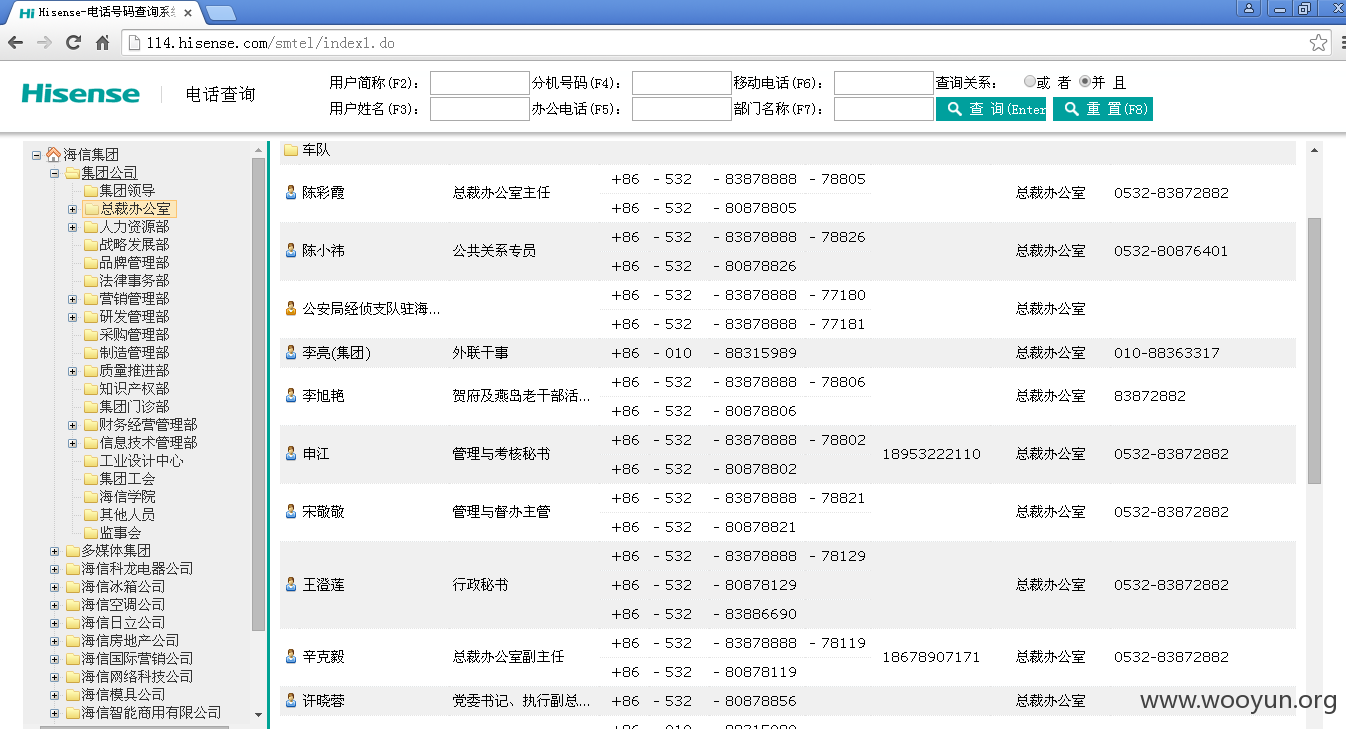 Hisense-电话号码查询系统
114.hisense.com/smtel/index1.do
Hisense 电话查询
用户简称(F2): 分机号码(F4): 移动电话(F6): 查询关系: 或 者 并 且
用户姓名(F3): 办公电话(F5): 部门名称(F7): 查 询(Enter 重 置(F8)
海信集团
集团公司
集团领导
总裁办公室
人力资源部
战略发展部
品牌管理部
法律事务部
营销管理部
研发管理部
采购管理部
制造管理部
质量推进部
知识产权部
集团门诊部
财务经营管理部
信息技术管理部
工业设计中心
集团工会
海信学院
其他人员
监事会
多媒体集团
海信科龙电器公司
海信冰箱公司
海信空调公司
海信日立公司
海信房地产公司
海信国际营销公司
海信网络科技公司
海信模具公司
海信智能商用有限公司
车队
陈彩霞 总裁办公室主任 +86 - 532 - 83878888 - 78805 总裁办公室 0532-83872882
+86 - 532 - 80878805
陈小祎 公共关系专员 +86 - 532 - 83878888 - 78826 总裁办公室 0532-80876401
+86 - 532 - 80878826
公安局经侦支队驻海... +86 - 532 - 83878888 - 77180 总裁办公室
+86 - 532 - 83878888 - 77181
李亮(集团) 外联干事 +86 - 010 - 88315989 总裁办公室 010-88363317
李旭艳 贺府及燕岛老干部活... +86 - 532 - 83878888 - 78806 总裁办公室 83872882
+86 - 532 - 80878806
申江 管理与考核秘书 +86 - 532 - 83878888 - 78802 18953222110 总裁办公室 0532-83872882
+86 - 532 - 80878802
宋敬敬 管理与督办主管 +86 - 532 - 83878888 - 78821 总裁办公室 0532-83872882
+86 - 532 - 80878821
王澄莲 行政秘书 +86 - 532 - 83878888 - 78129 总裁办公室 0532-83872882
+86 - 532 - 80878129
+86 - 532 - 83886690
辛克毅 总裁办公室副主任 +86 - 532 - 83878888 - 78119 18678907171 总裁办公室 0532-83872882
+86 - 532 - 80878119
许晓蓉 党委书记、执行副总... +86 - 532 - 80878856 总裁办公室
www.wooyun.org